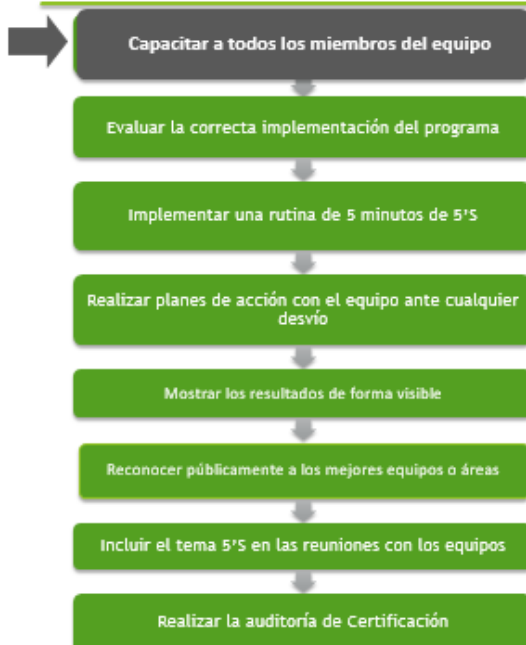 Capacitar a todos los miembros del equipo
Evaluar la correcta implementación del programa
Implementar una rutina de 5 minutos de 5'S
Realizar planes de acción con el equipo ante cualquier
desvío
Mostrar los resultados de forma visible
Reconocer públicamente a los mejores equipos o áreas
Incluir el tema 5'S en las reuniones con los equipos
Realizar la auditoría de Certificación